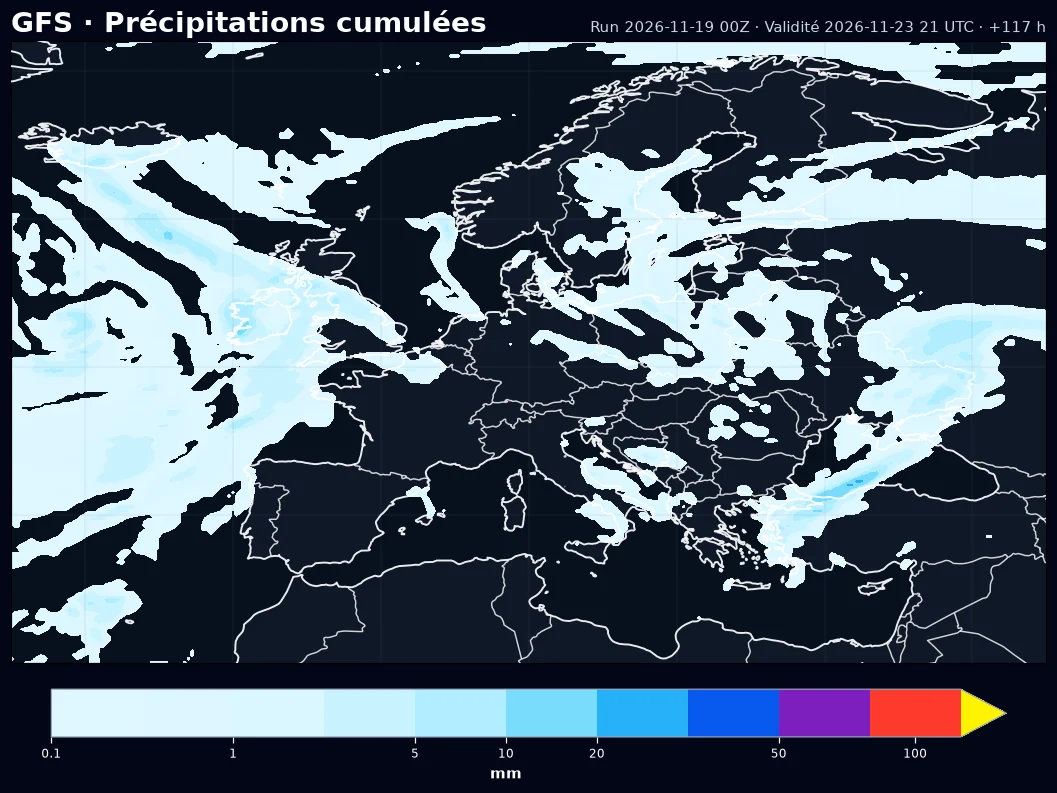 GFS · Précipitations cumulées
Run 2026-11-19 00Z · Validité 2026-11-23 21 UTC · +117 h
0.1 1 5 10 20 50 100
mm